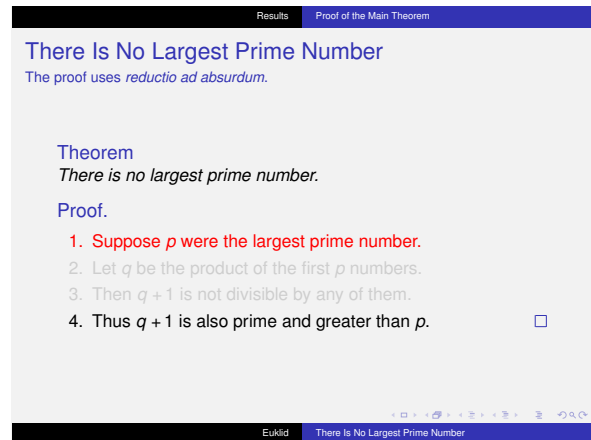 Results Proof of the Main Theorem
There Is No Largest Prime Number
The proof uses reductio ad absurdum.
Theorem
There is no largest prime number.
Proof.
1. Suppose p were the largest prime number.
2. Let q be the product of the first p numbers.
3. Then q + 1 is not divisible by any of them.
4. Thus q + 1 is also prime and greater than p.
Euklid There Is No Largest Prime Number